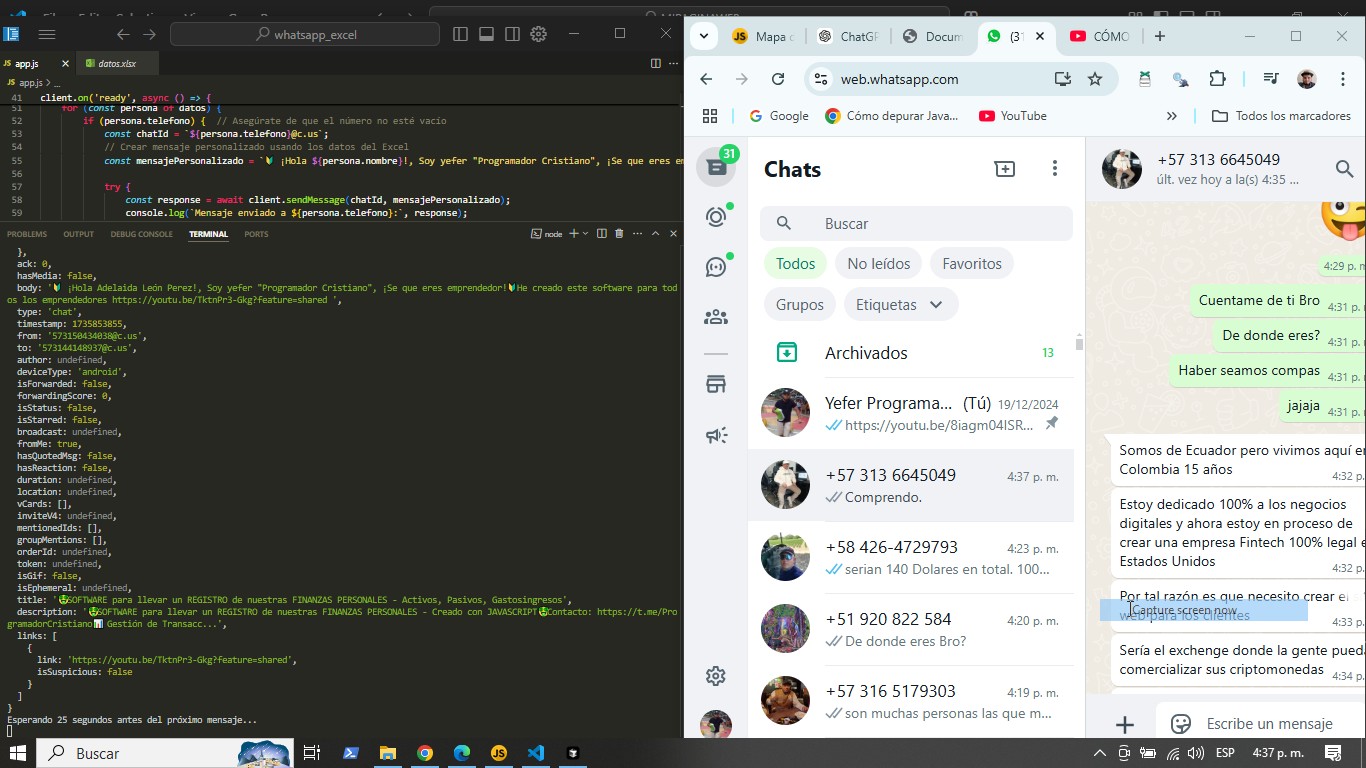 whatsapp_excel
app.js
datos.xlsx
app.js > ...
41 client.on('ready', async () => {
51 for (const persona of datos) {
52 if (persona.telefono) { // Asegúrate de que el número no esté vacío
53 const chatId = `${persona.telefono}@c.us`;
54 // Crear mensaje personalizado usando los datos del Excel
55 const mensajePersonalizado = `🔰 ¡Hola ${persona.nombre}!, Soy yefer "Programador Cristiano", ¡Se que eres em
56
57 try {
58 const response = await client.sendMessage(chatId, mensajePersonalizado);
59 console.log(`Mensaje enviado a ${persona.telefono}:`, response);
PROBLEMS OUTPUT DEBUG CONSOLE TERMINAL PORTS
node
},
ack: 0,
hasMedia: false,
body: '🔰 ¡Hola Adelaida León Perez!, Soy yefer "Programador Cristiano", ¡Se que eres emprendedor!🔰He creado este software para tod
os los emprendedores https://youtu.be/TktnPr3-Gkg?feature=shared ',
type: 'chat',
timestamp: 1735853855,
from: '573150434038@c.us',
to: '573144148937@c.us',
author: undefined,
deviceType: 'android',
isForwarded: false,
forwardingScore: 0,
isStatus: false,
isStarred: false,
broadcast: undefined,
fromMe: true,
hasQuotedMsg: false,
hasReaction: false,
duration: undefined,
location: undefined,
vCards: [],
inviteV4: undefined,
mentionedIds: [],
groupMentions: [],
orderId: undefined,
token: undefined,
isGif: false,
isEphemeral: undefined,
title: '🤑SOFTWARE para llevar un REGISTRO de nuestras FINANZAS PERSONALES - Activos, Pasivos, Gastosingresos',
description: '🤑SOFTWARE para llevar un REGISTRO de nuestras FINANZAS PERSONALES - Creado con JAVASCRIPT🤑Contacto: https://t.me/Pro
gramadorCristiano📊 Gestión de Transacc...',
links: [
{
link: 'https://youtu.be/TktnPr3-Gkg?feature=shared',
isSuspicious: false
}
]
}
Esperando 25 segundos antes del próximo mensaje...
Mapa c
ChatGP
Docum
(31
CÓMO
web.whatsapp.com
Google
Cómo depurar Java...
YouTube
Todos los marcadores
31
Chats
Buscar
Todos
No leídos
Favoritos
Grupos
Etiquetas
Archivados
13
Yefer Programa... (Tú) 19/12/2024
https://youtu.be/8iagm04ISR...
+57 313 6645049 4:37 p. m.
Comprendo.
+58 426-4729793 4:23 p. m.
serian 140 Dolares en total. 100...
+51 920 822 584 4:20 p. m.
De donde eres?
+57 316 5179303 4:19 p. m.
son muchas personas las que m...
+57 313 6645049
últ. vez hoy a la(s) 4:35 ...
4:29 p. m
Cuentame de ti Bro 4:31 p.
De donde eres? 4:31 p.
Haber seamos compas 4:31 p.
jajaja 4:31 p.
Somos de Ecuador pero vivimos aquí en
Colombia 15 años 4:32 p.
Estoy dedicado 100% a los negocios
digitales y ahora estoy en proceso de
crear una empresa Fintech 100% legal e
Estados Unidos 4:32 p.
Por tal razón es que necesito crear el
Capture screen now
web para los clientes 4:33 p.
Sería el exchenge donde la gente pueda
comercializar sus criptomonedas 4:34 p.
Escribe un mensaje
Buscar
ESP
4:37 p. m.